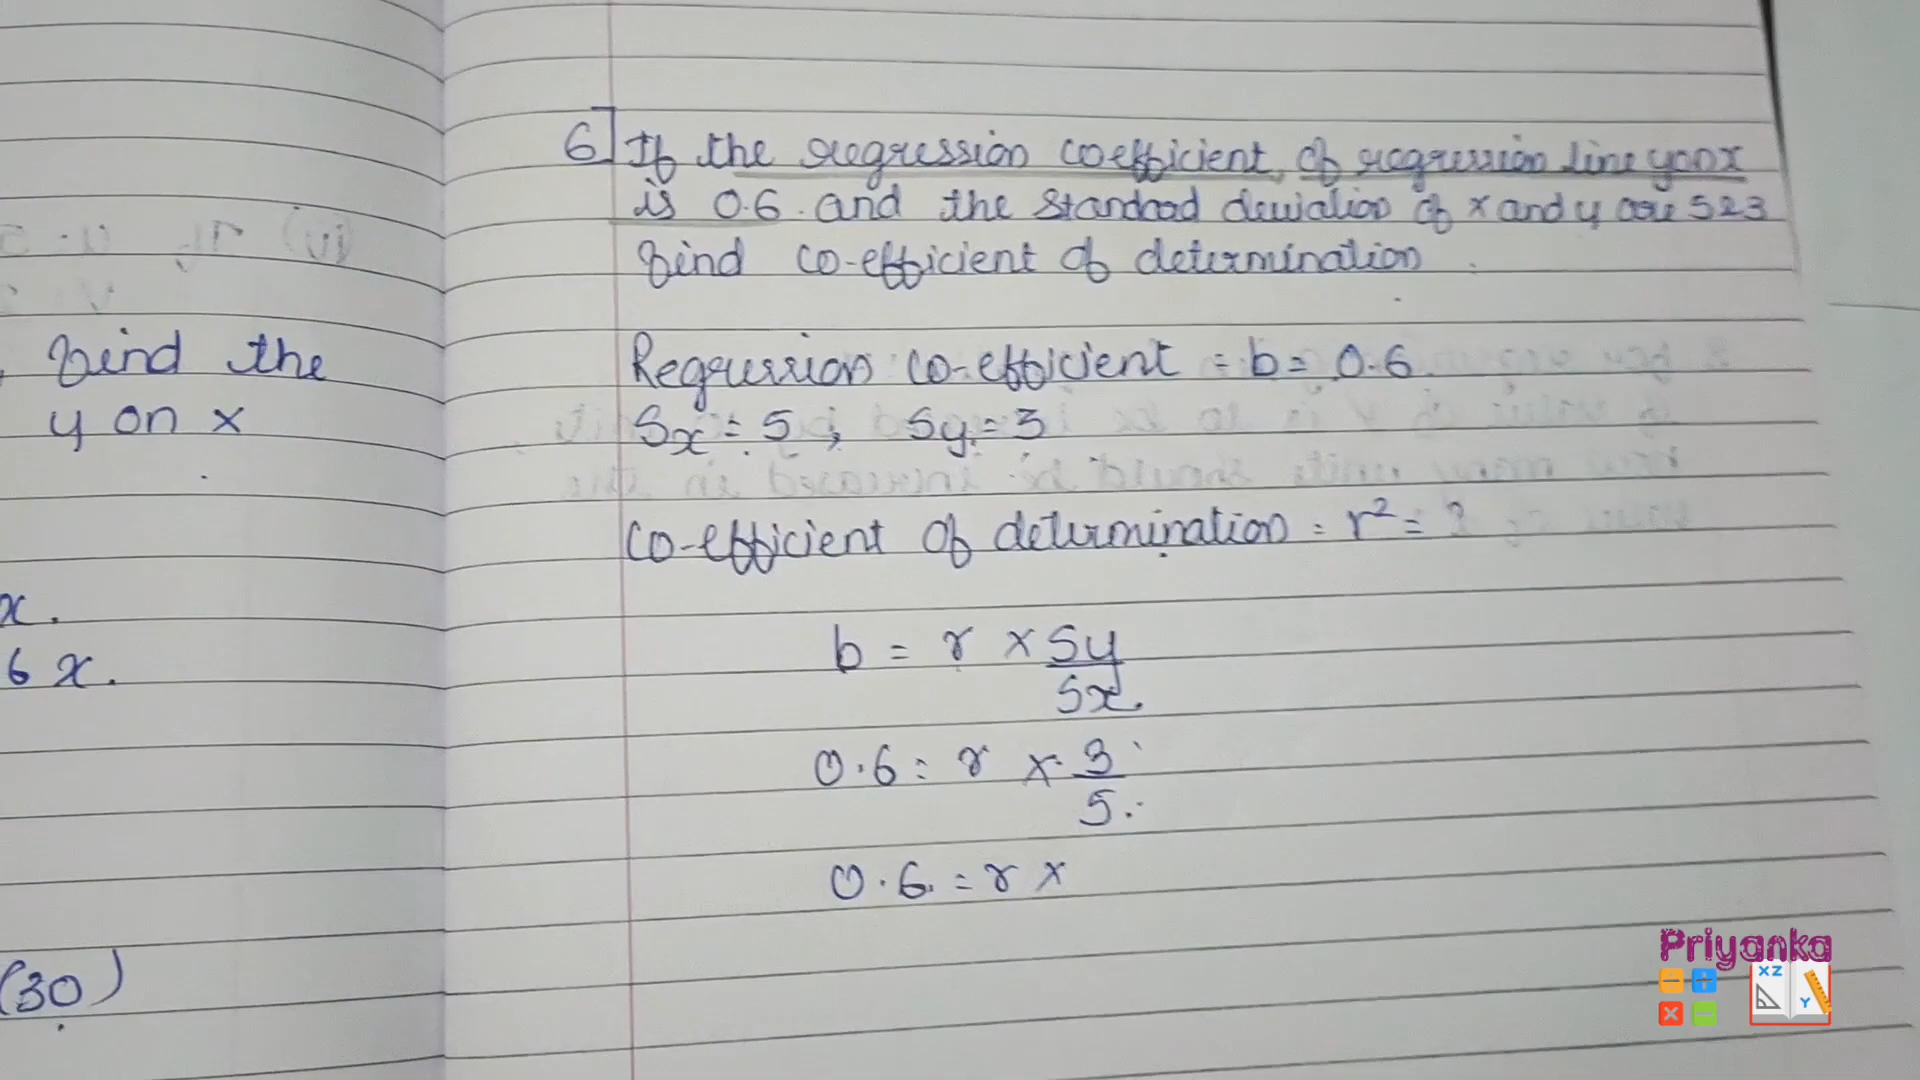 Find the
y on x
x.
6 x.
(30)
6] If the regression coefficient, of regression line y on x
is 0.6 and the standard deviation of x and y are 5 & 3
Find co-efficient of determination.
Regression co-efficient = b = 0.6
Sx = 5 ; Sy = 3
co-efficient of determination = r² = ?
b = r × Sy
Sx.
0.6 = r × 3
5.
0.6 = r ×
Priyanka
XZ
Y